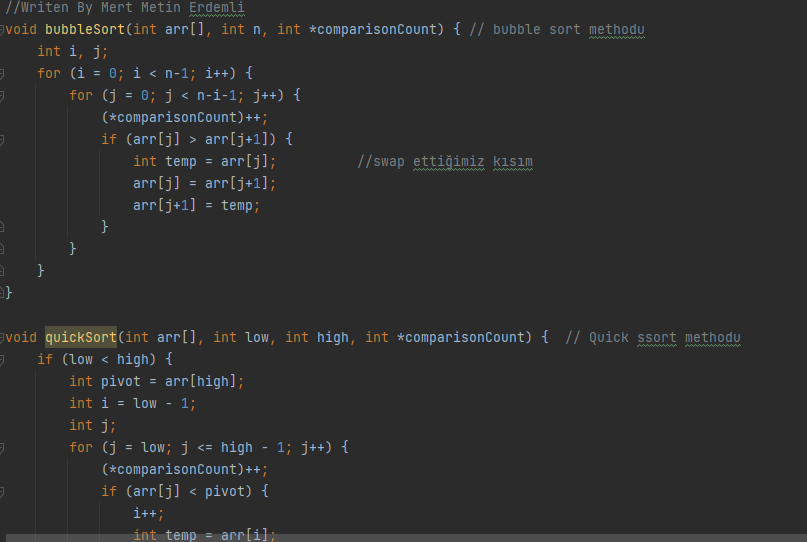 //Writen By Mert Metin Erdemli
void bubbleSort(int arr[], int n, int *comparisonCount) { // bubble sort methodu
    int i, j;
    for (i = 0; i < n-1; i++) {
        for (j = 0; j < n-i-1; j++) {
            (*comparisonCount)++;
            if (arr[j] > arr[j+1]) {
                int temp = arr[j];          //swap ettiğimiz kısım
                arr[j] = arr[j+1];
                arr[j+1] = temp;
            }
        }
    }
}

void quickSort(int arr[], int low, int high, int *comparisonCount) {  // Quick ssort methodu
    if (low < high) {
        int pivot = arr[high];
        int i = low - 1;
        int j;
        for (j = low; j <= high - 1; j++) {
            (*comparisonCount)++;
            if (arr[j] < pivot) {
                i++;
                int temp = arr[i];